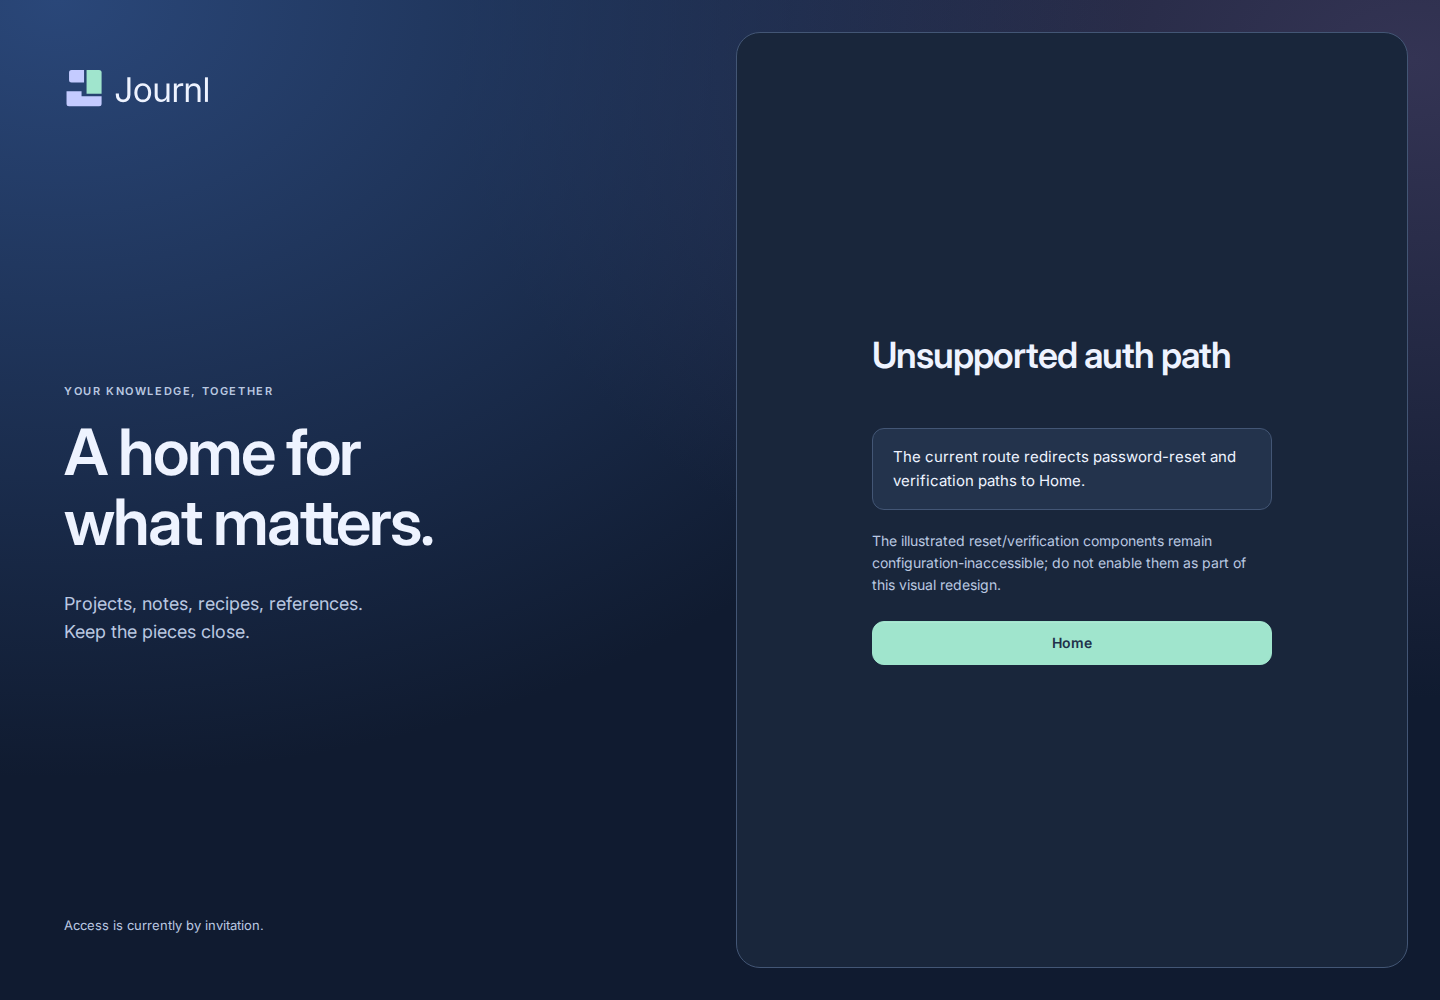 Journl
YOUR KNOWLEDGE, TOGETHER
A home for
what matters.
Projects, notes, recipes, references.
Keep the pieces close.
Access is currently by invitation.
Unsupported auth path
The current route redirects password-reset and
verification paths to Home.
The illustrated reset/verification components remain
configuration-inaccessible; do not enable them as part of
this visual redesign.
Home